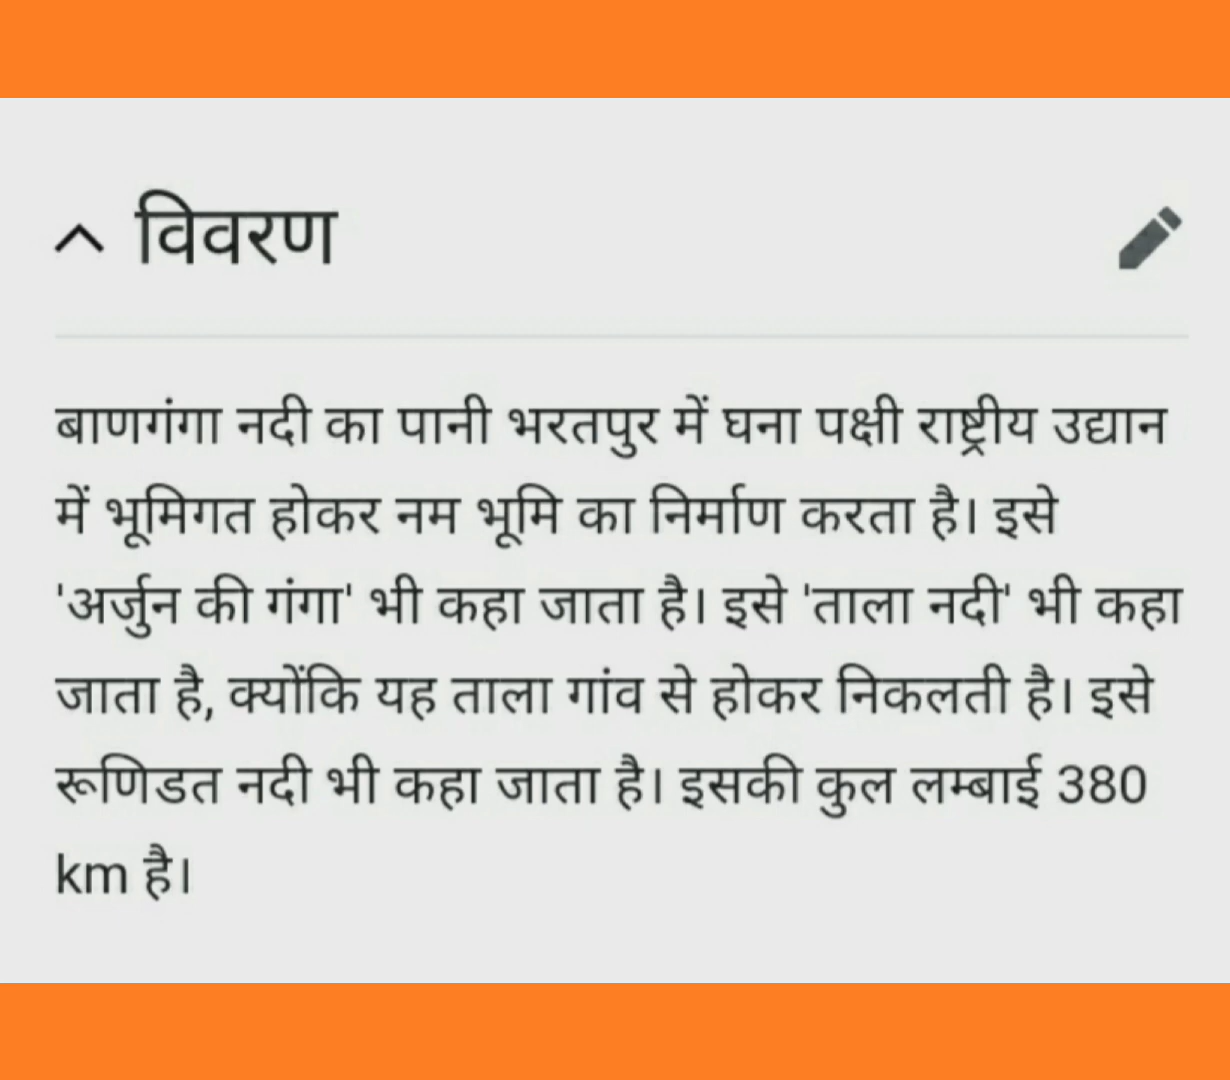 विवरण
बाणगंगा नदी का पानी भरतपुर में घना पक्षी राष्ट्रीय उद्यान
में भूमिगत होकर नम भूमि का निर्माण करता है। इसे
'अर्जुन की गंगा' भी कहा जाता है। इसे 'ताला नदी' भी कहा
जाता है, क्योंकि यह ताला गांव से होकर निकलती है। इसे
रूणिडत नदी भी कहा जाता है। इसकी कुल लम्बाई 380
km है।